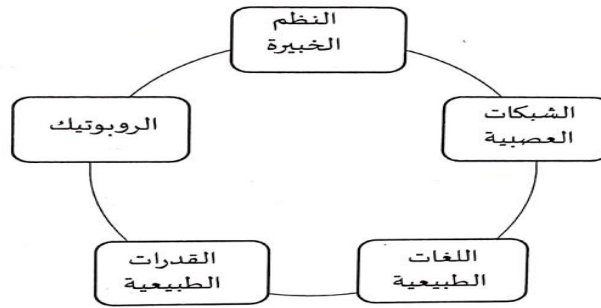 النظم
الخبيرة
الشبكات
العصبية
الروبوتيك
القدرات
الطبيعية
اللغات
الطبيعية